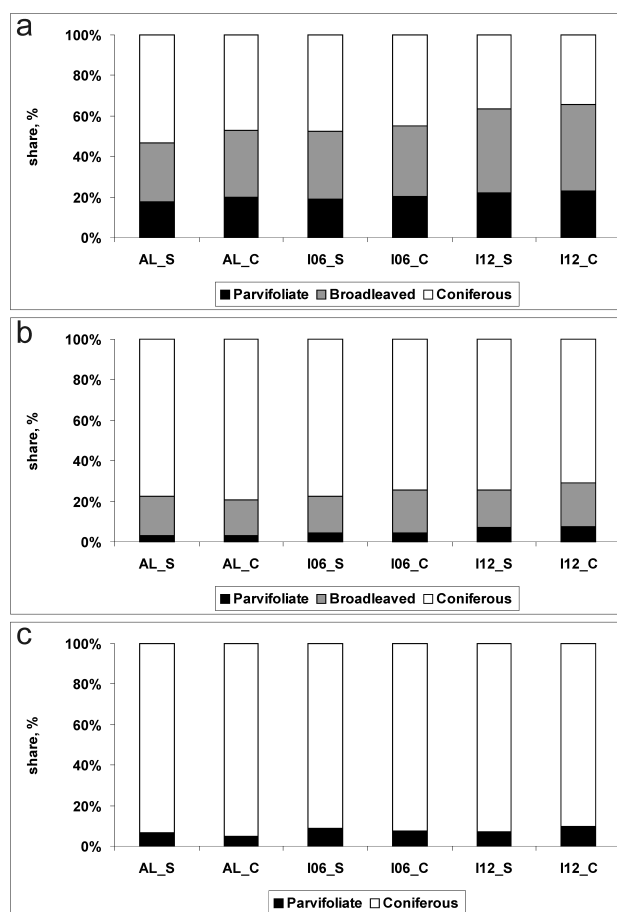 a
100%
80%
60%
40%
20%
0%
share, %
AL_S AL_C I06_S I06_C I12_S I12_C
Parvifoliate Broadleaved Coniferous
b
100%
80%
60%
40%
20%
0%
share, %
AL_S AL_C I06_S I06_C I12_S I12_C
Parvifoliate Broadleaved Coniferous
c
100%
80%
60%
40%
20%
0%
share, %
AL_S AL_C I06_S I06_C I12_S I12_C
Parvifoliate Coniferous